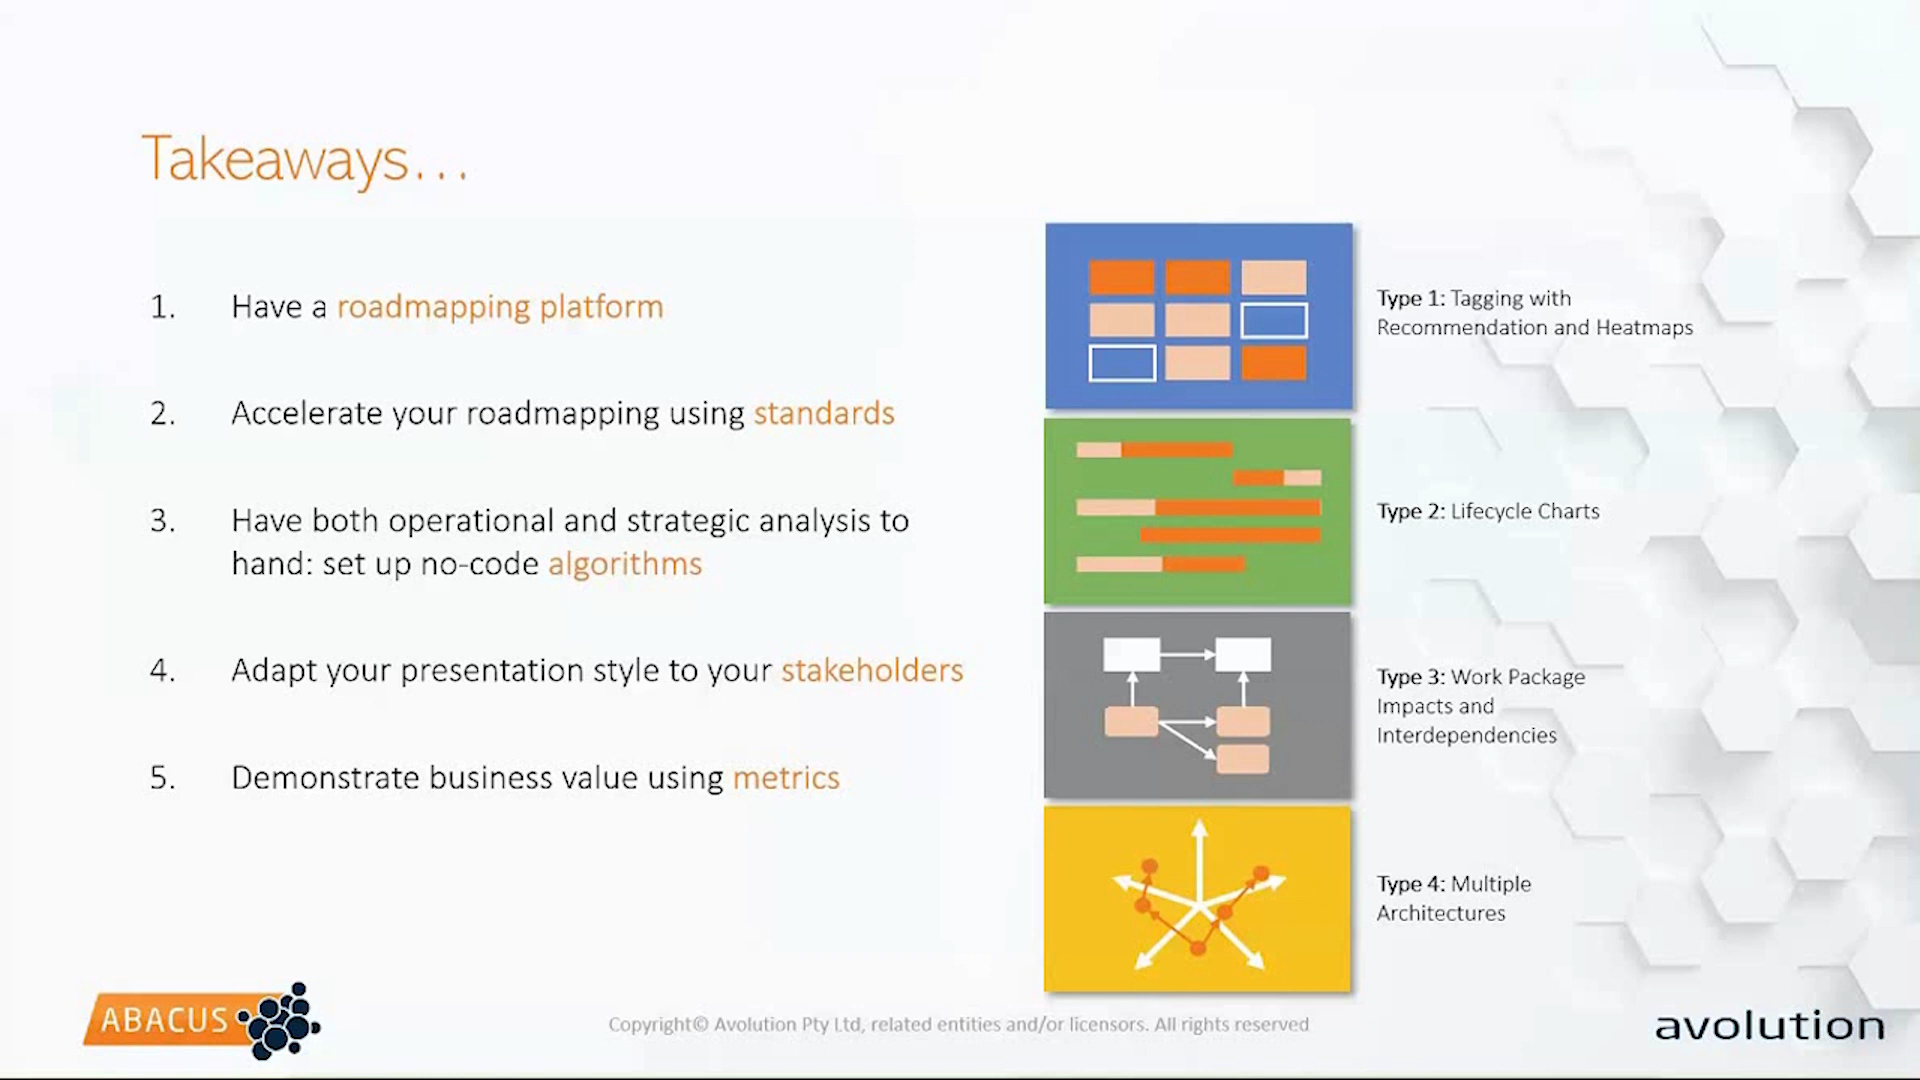 Takeaways...
1. Have a roadmapping platform
2. Accelerate your roadmapping using standards
3. Have both operational and strategic analysis to
hand: set up no-code algorithms
4. Adapt your presentation style to your stakeholders
5. Demonstrate business value using metrics
Type 1: Tagging with
Recommendation and Heatmaps
Type 2: Lifecycle Charts
Type 3: Work Package
Impacts and
Interdependencies
Type 4: Multiple
Architectures
ABACUS
Copyright© Avolution Pty Ltd, related entities and/or licensors. All rights reserved
avolution